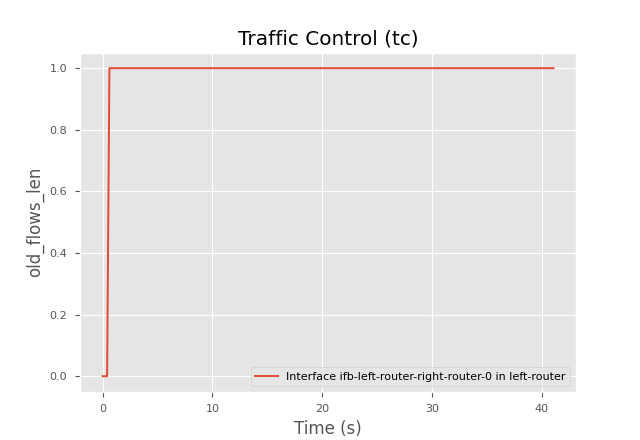 Traffic Control (tc)
1.0
0.8
0.6
0.4
0.2
0.0
old_flows_len
Interface ifb-left-router-right-router-0 in left-router
0 10 20 30 40
Time (s)